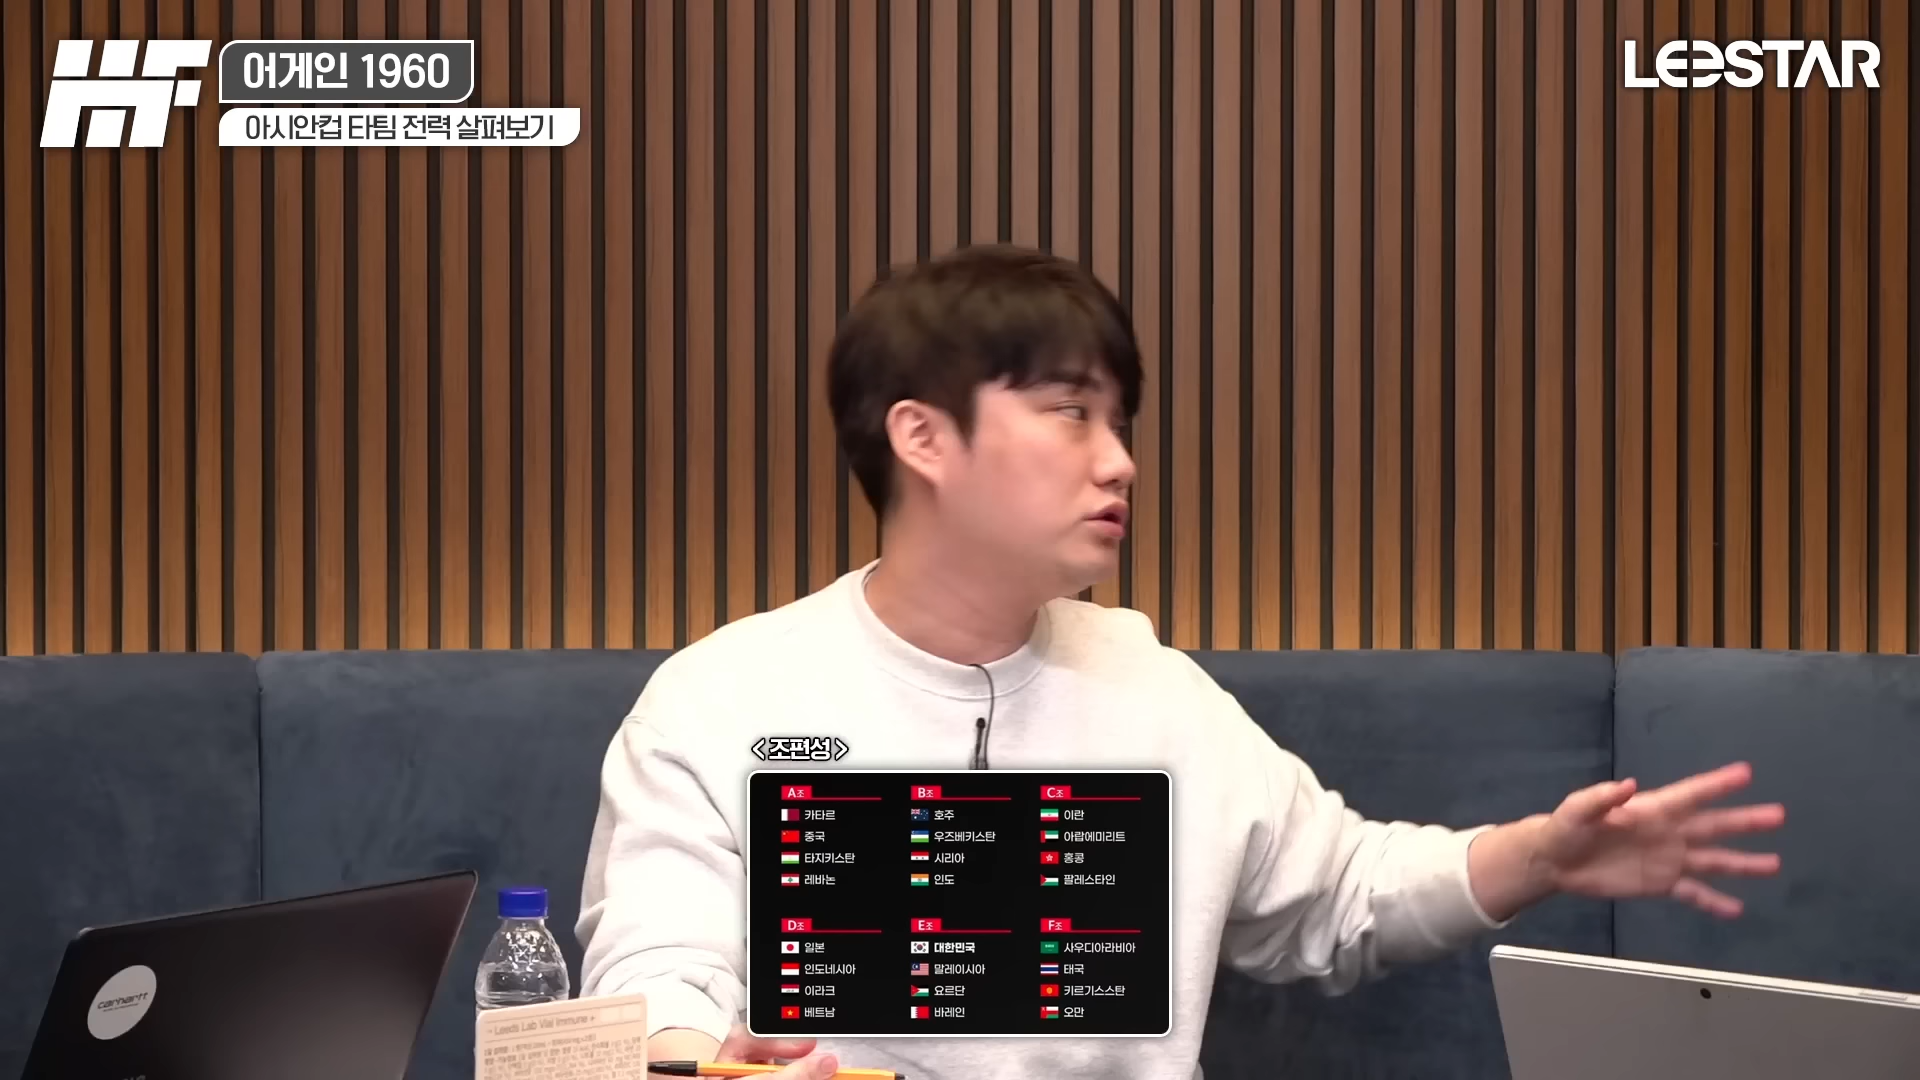 HF
어게인 1960
아시안컵 타팀 전력 살펴보기
LEESTAR
<조편성>
A조
카타르
중국
타지키스탄
레바논
B조
호주
우즈베키스탄
시리아
인도
C조
이란
아랍에미리트
홍콩
팔레스타인
D조
일본
인도네시아
이라크
베트남
E조
대한민국
말레이시아
요르단
바레인
F조
사우디아라비아
태국
키르기스스탄
오만
carhartt
Leeds Lab Vial Immune +